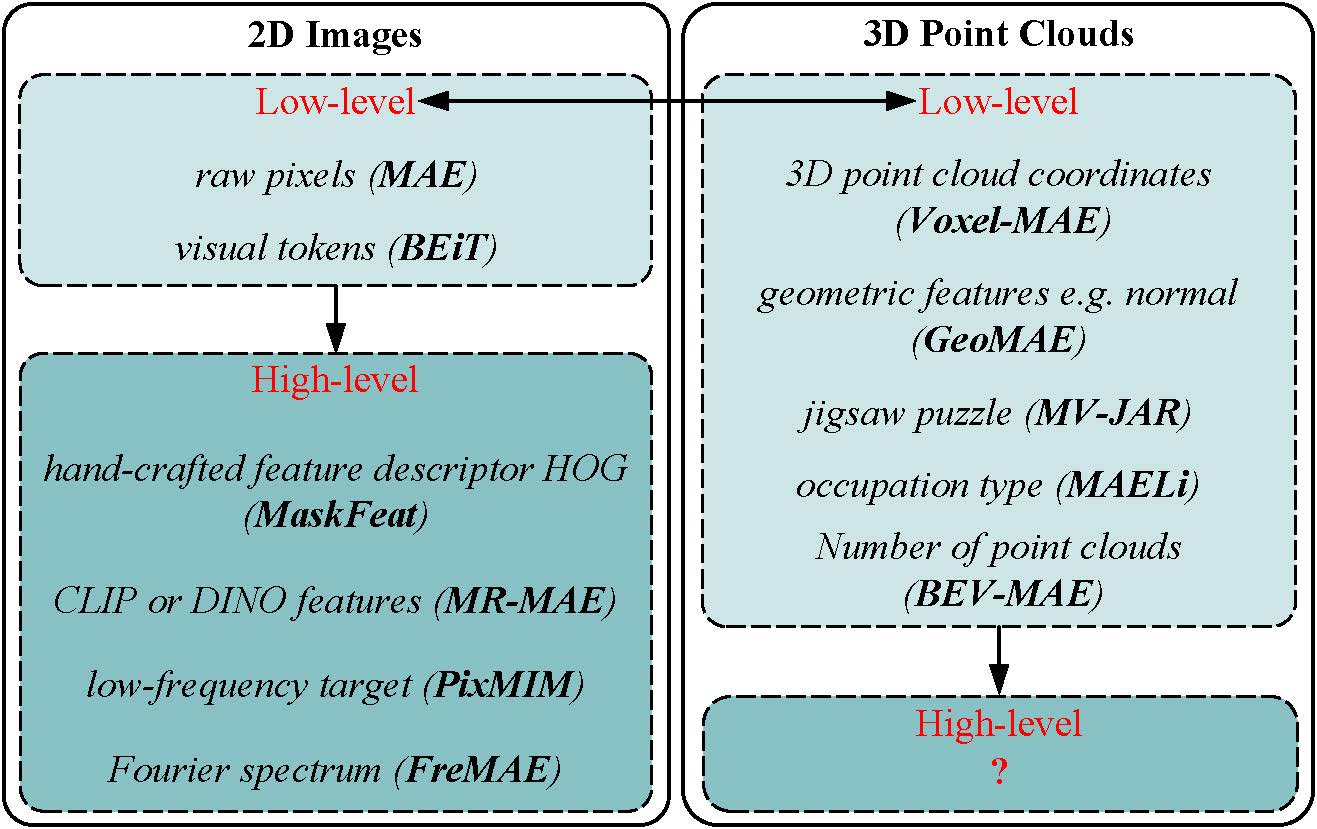 2D Images
Low-level
raw pixels (MAE)
visual tokens (BEiT)
High-level
hand-crafted feature descriptor HOG
(MaskFeat)
CLIP or DINO features (MR-MAE)
low-frequency target (PixMIM)
Fourier spectrum (FreMAE)
3D Point Clouds
Low-level
3D point cloud coordinates
(Voxel-MAE)
geometric features e.g. normal
(GeoMAE)
jigsaw puzzle (MV-JAR)
occupation type (MAELi)
Number of point clouds
(BEV-MAE)
High-level
?